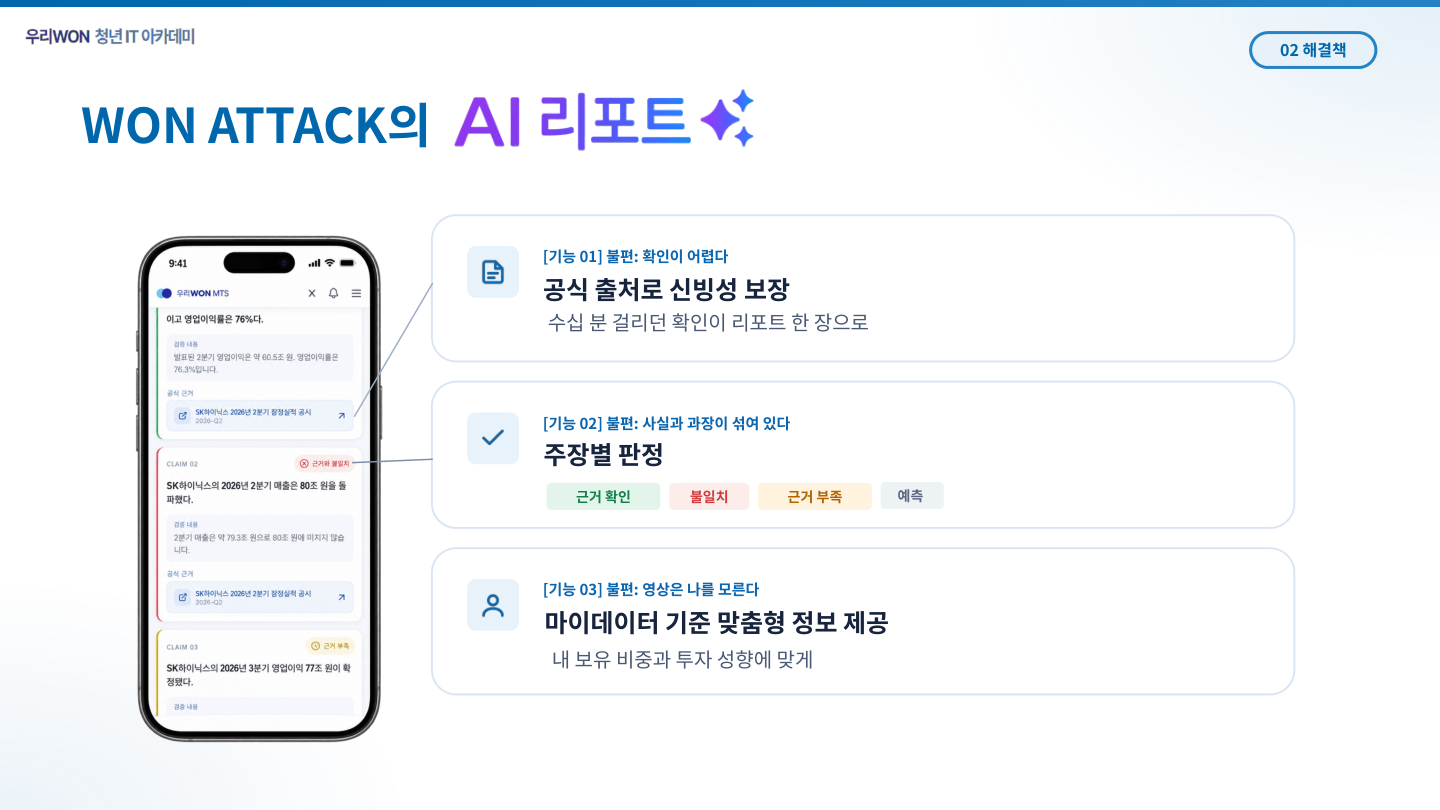 우리WON 청년 IT 아카데미
02 해결책
WON ATTACK의 AI 리포트
9:41
우리WON MTS
이고 영업이익률은 76%다.
검증 내용
발표된 2분기 영업이익은 약 60.5조 원. 영업이익률은
76.3%입니다.
공식 근거
SK하이닉스 2026년 2분기 잠정실적 공시
2026-Q2
CLAIM 02
근거와 불일치
SK하이닉스의 2026년 2분기 매출은 80조 원을 돌
파했다.
검증 내용
2분기 매출은 약 79.3조 원으로 80조 원에 미치지 않습
니다.
공식 근거
SK하이닉스 2026년 2분기 잠정실적 공시
2026-Q2
CLAIM 03
근거 부족
SK하이닉스의 2026년 3분기 영업이익 77조 원이 확
정됐다.
검증 내용
[기능 01] 불편: 확인이 어렵다
공식 출처로 신빙성 보장
수십 분 걸리던 확인이 리포트 한 장으로
[기능 02] 불편: 사실과 과장이 섞여 있다
주장별 판정
근거 확인
불일치
근거 부족
예측
[기능 03] 불편: 영상은 나를 모른다
마이데이터 기준 맞춤형 정보 제공
내 보유 비중과 투자 성향에 맞게